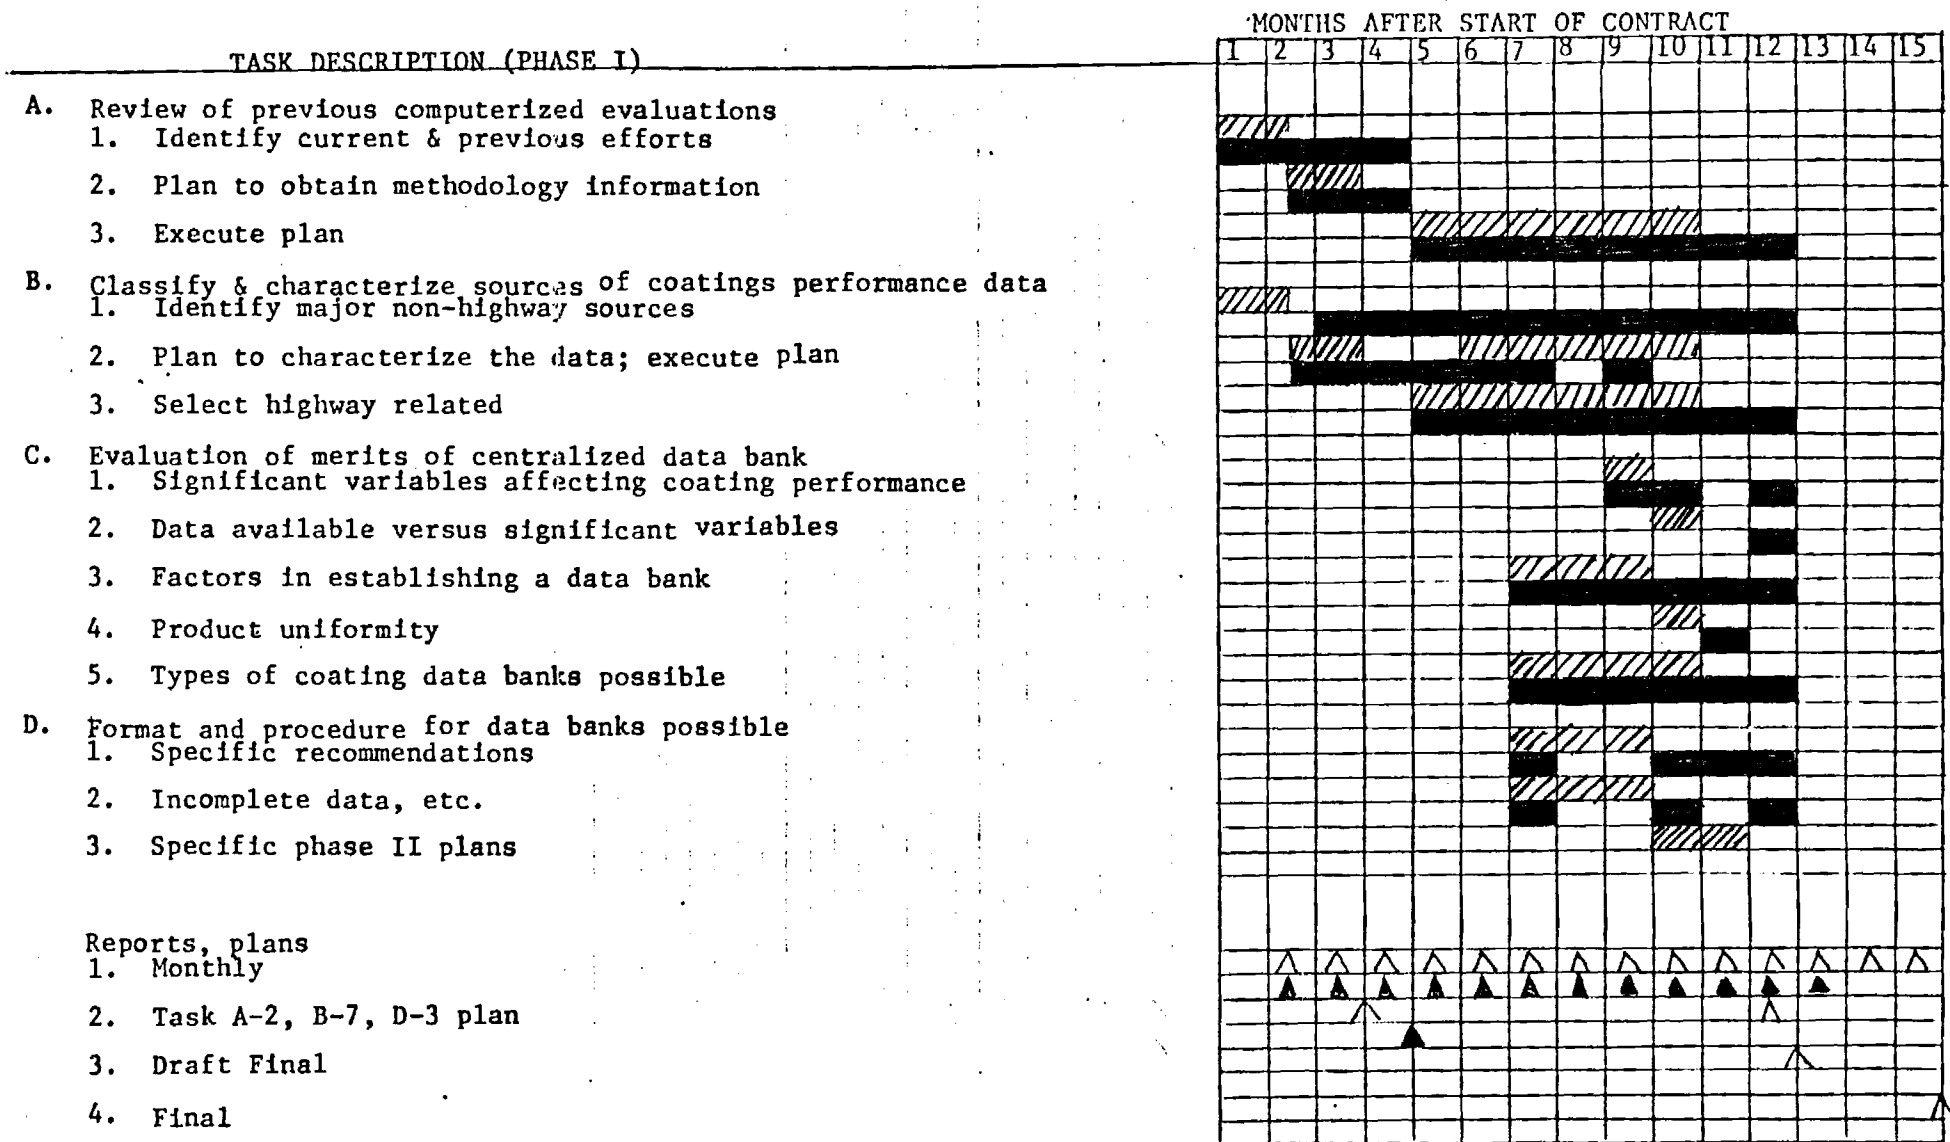 MONTHS AFTER START OF CONTRACT
TASK DESCRIPTION (PHASE I) 1 2 3 4 5 6 7 8 9 10 11 12 13 14 15
A. Review of previous computerized evaluations
1. Identify current & previous efforts
2. Plan to obtain methodology information
3. Execute plan
B. Classify & characterize sources of coatings performance data
1. Identify major non-highway sources
2. Plan to characterize the data; execute plan
3. Select highway related
C. Evaluation of merits of centralized data bank
1. Significant variables affecting coating performance
2. Data available versus significant variables
3. Factors in establishing a data bank
4. Product uniformity
5. Types of coating data banks possible
D. Format and procedure for data banks possible
1. Specific recommendations
2. Incomplete data, etc.
3. Specific phase II plans
Reports, plans
1. Monthly
2. Task A-2, B-7, D-3 plan
3. Draft Final
4. Final